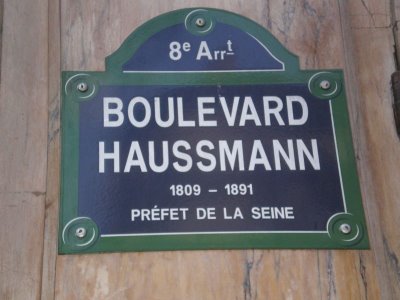 8e Arrt
BOULEVARD
HAUSSMANN
1809 - 1891
PRÉFET DE LA SEINE